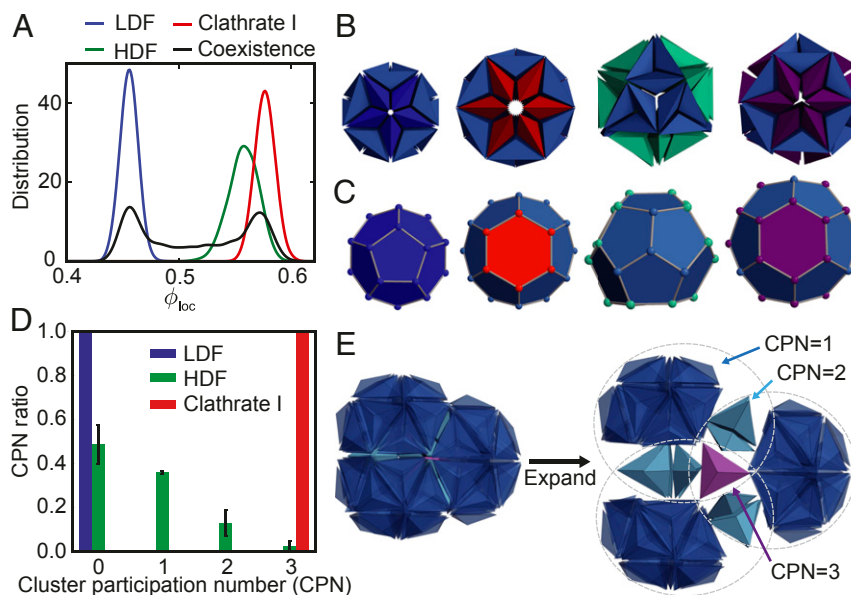 A
LDF
Clathrate I
HDF
Coexistence
Distribution
40
20
0
0.4
0.5
0.6
ϕloc
B
C
D
LDF
HDF
Clathrate I
CPN ratio
1.0
0.8
0.6
0.4
0.2
0.0
0
1
2
3
Cluster participation number (CPN)
E
Expand
CPN=1
CPN=2
CPN=3